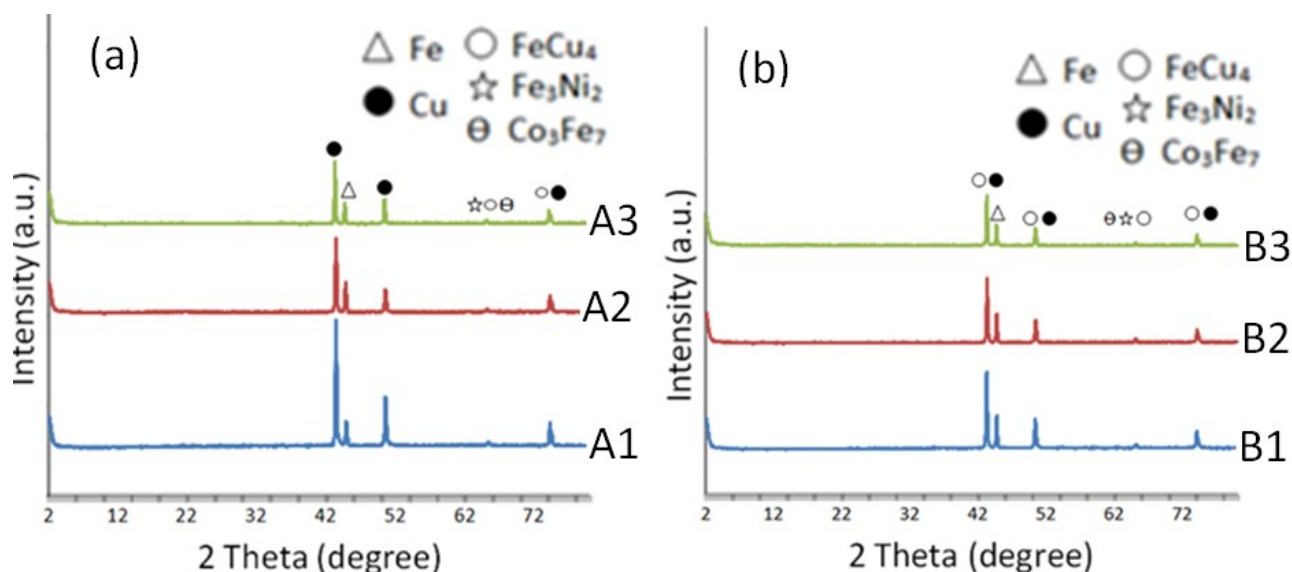 (a)
△ Fe ○ FeCu₄
● Cu ☆ Fe₃Ni₂
⊖ Co₃Fe₇
A3
A2
A1
Intensity (a.u.)
2 12 22 32 42 52 62 72
2 Theta (degree)
(b)
△ Fe ○ FeCu₄
● Cu ☆ Fe₃Ni₂
⊖ Co₃Fe₇
B3
B2
B1
Intensity (a.u.)
2 12 22 32 42 52 62 72
2 Theta (degree)